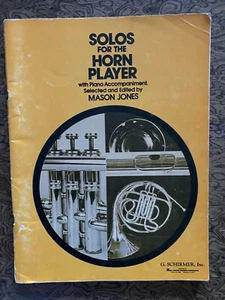 SOLOS
FOR THE
HORN
PLAYER
with Piano Accompaniment
Selected and Edited by
MASON JONES
G. SCHIRMER, Inc.